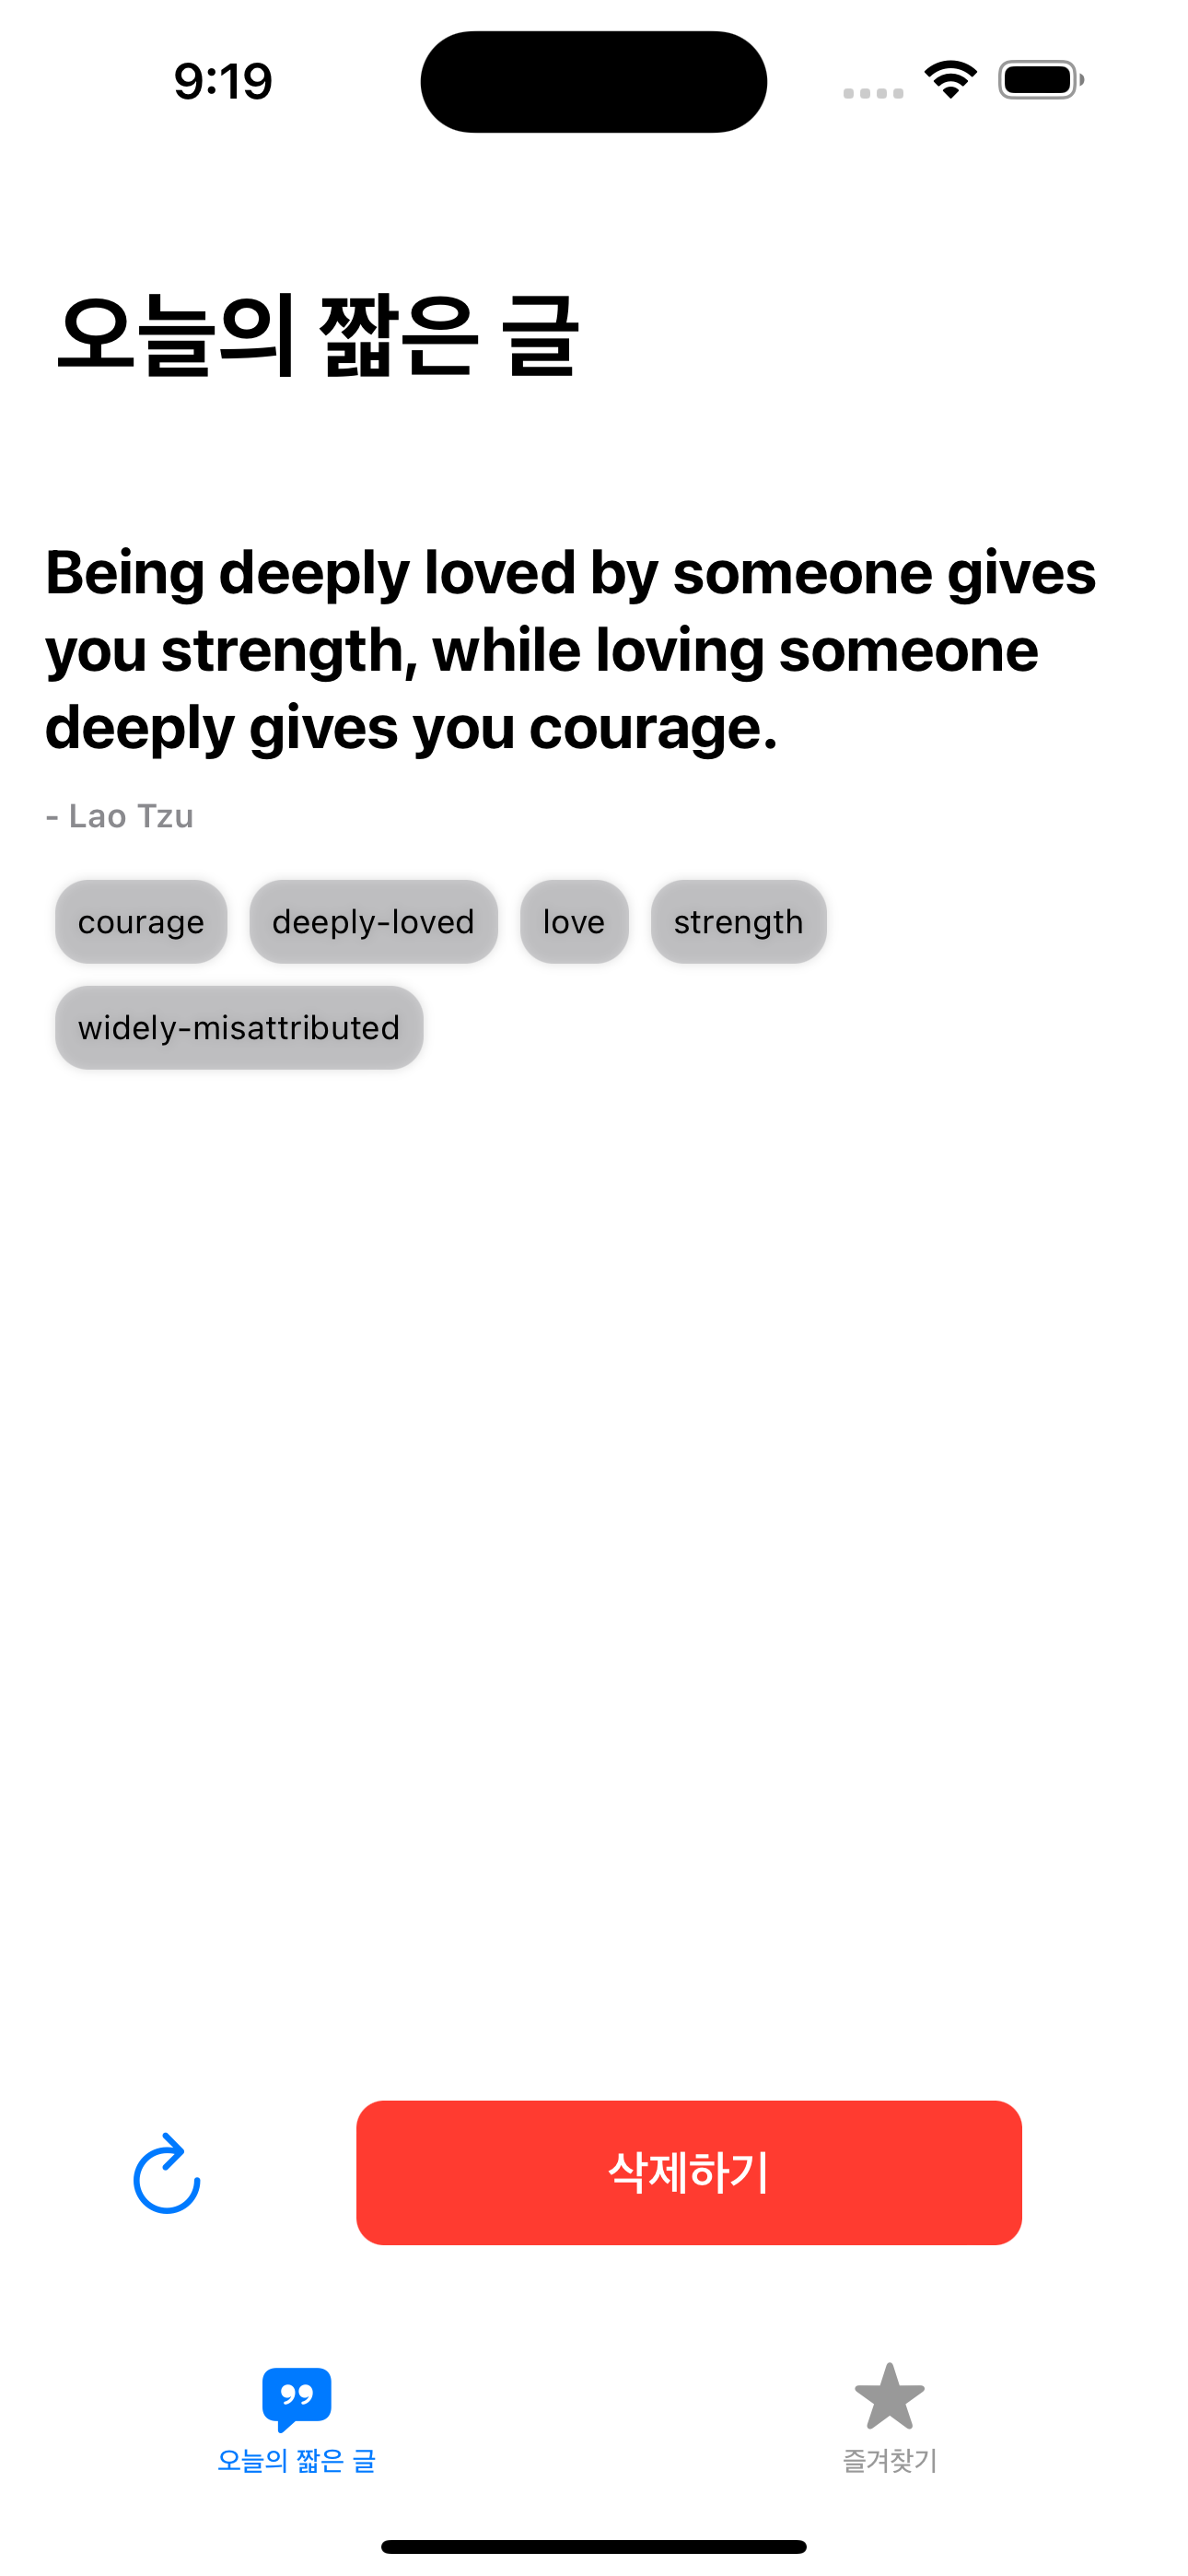 9:19
오늘의 짧은 글
Being deeply loved by someone gives
you strength, while loving someone
deeply gives you courage.
- Lao Tzu
courage deeply-loved love strength
widely-misattributed
삭제하기
오늘의 짧은 글 즐겨찾기